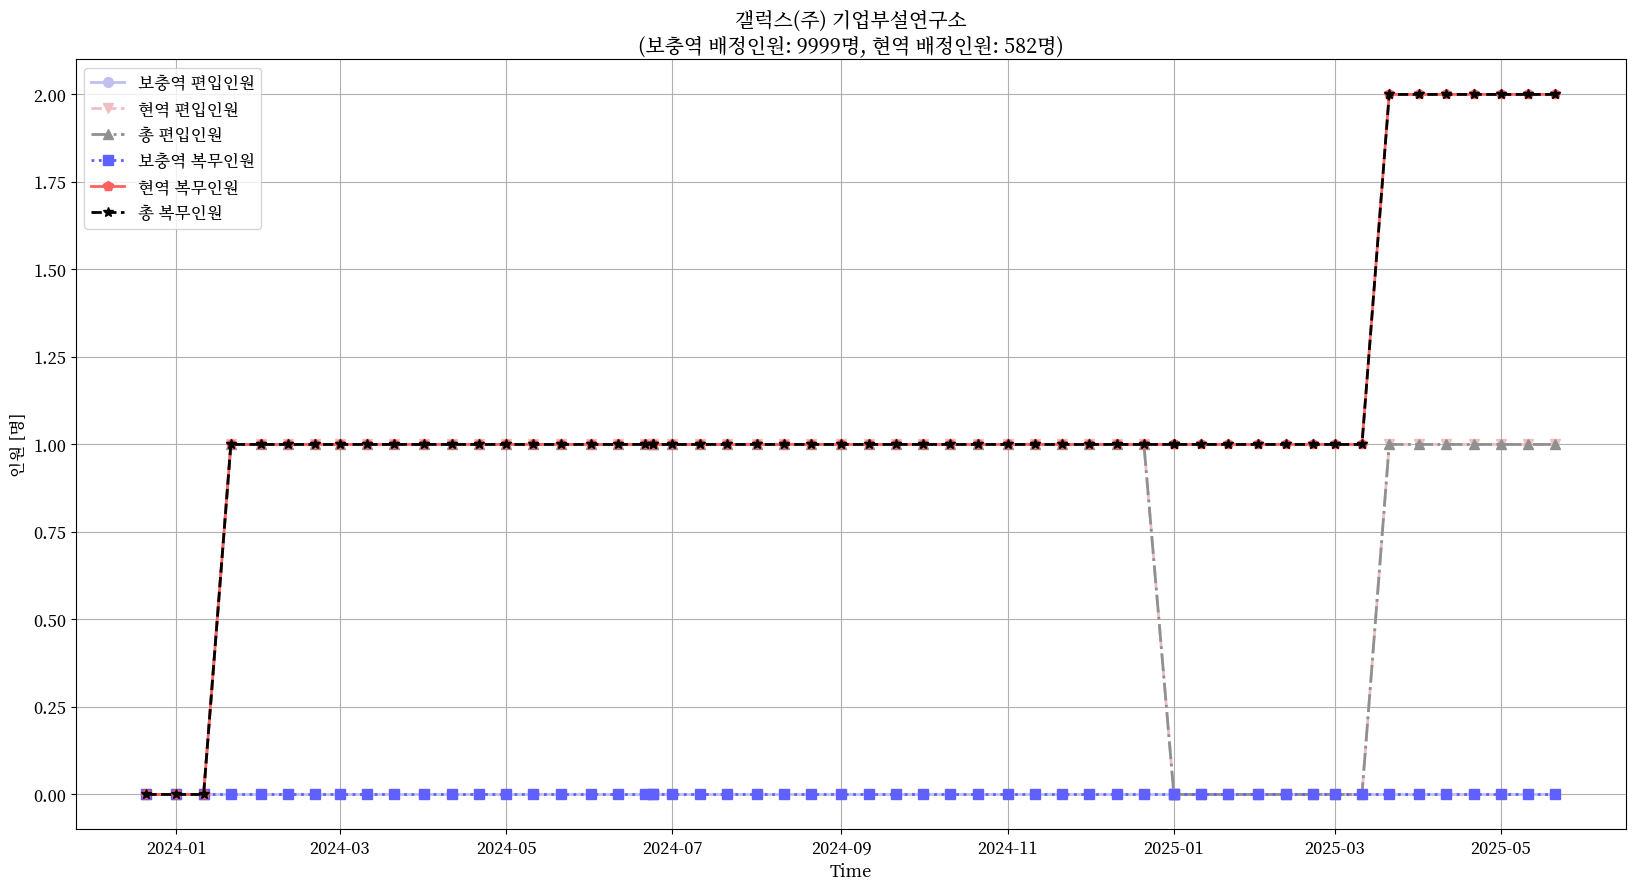 갤럭스(주) 기업부설연구소
(보충역 배정인원: 9999명, 현역 배정인원: 582명)
보충역 편입인원
현역 편입인원
총 편입인원
보충역 복무인원
현역 복무인원
총 복무인원
인원 [명]
2.00
1.75
1.50
1.25
1.00
0.75
0.50
0.25
0.00
2024-01
2024-03
2024-05
2024-07
2024-09
2024-11
2025-01
2025-03
2025-05
Time